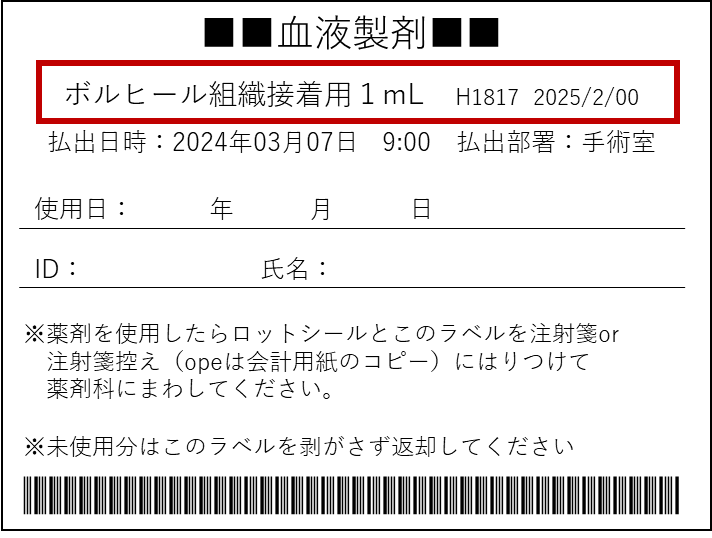 ■■血液製剤■■
ボルヒール組織接着用１mL H1817 2025/2/00
払出日時：2024年03月07日 9:00 払出部署：手術室
使用日： 年 月 日
ID： 氏名：
※薬剤を使用したらロットシールとこのラベルを注射箋or
注射箋控え（opeは会計用紙のコピー）にはりつけて
薬剤科にまわしてください。
※未使用分はこのラベルを剥がさず返却してください